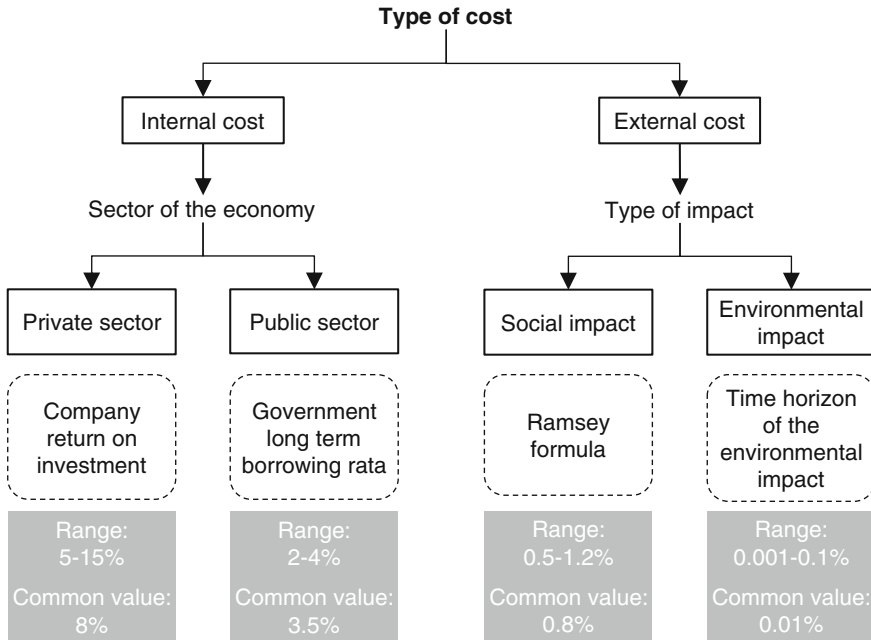 Type of cost
Internal cost
External cost
Sector of the economy
Type of impact
Private sector
Public sector
Social impact
Environmental
impact
Company
return on
investment
Government
long term
borrowing rata
Ramsey
formula
Time horizon
of the
environmental
impact
Range:
5-15%
Common value:
8%
Range:
2-4%
Common value:
3.5%
Range:
0.5-1.2%
Common value:
0.8%
Range:
0.001-0.1%
Common value:
0.01%